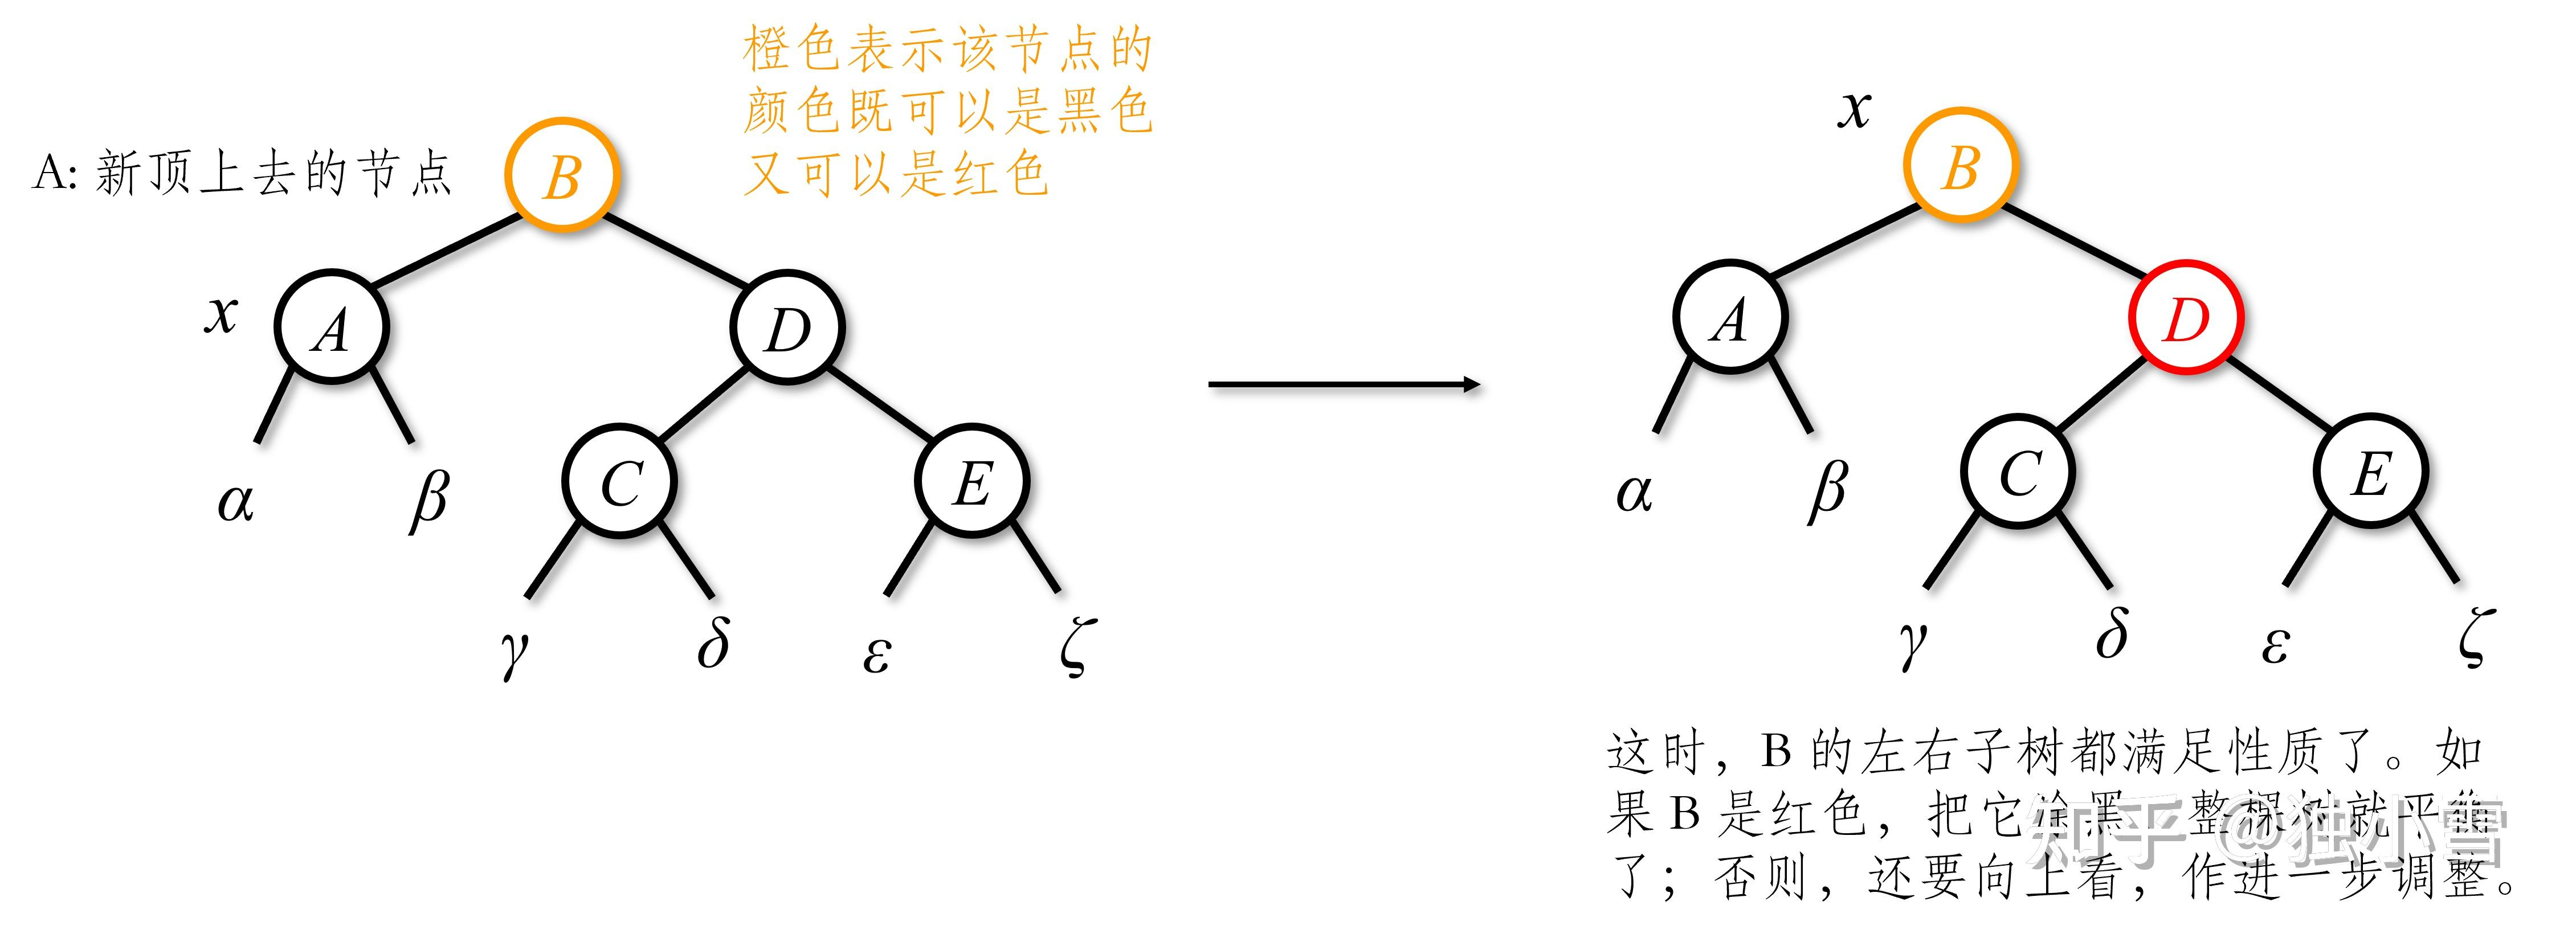 橙色表示该节点的
颜色既可以是黑色
又可以是红色
A: 新顶上去的节点
B
x
A
D
C
E
α
β
γ
δ
ε
ζ
x
B
A
D
C
E
α
β
γ
δ
ε
ζ
这时，B 的左右子树都满足性质了。如
果 B 是红色，把它涂黑，整棵树就平衡
了；否则，还要向上看，作进一步调整。
知乎 @独小雪